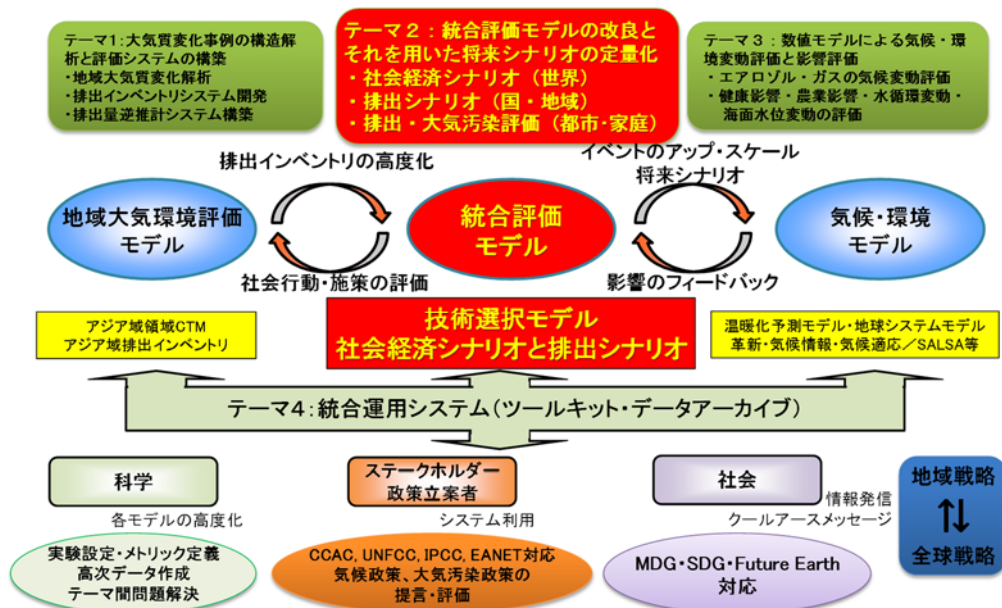 テーマ1：大気質変化事例の構造解
析と評価システムの構築
・地域大気質変化解析
・排出インベントリシステム開発
・排出量逆推計システム構築
テーマ２：統合評価モデルの改良と
それを用いた将来シナリオの定量化
・社会経済シナリオ（世界）
・排出シナリオ（国・地域）
・排出・大気汚染評価（都市・家庭）
テーマ３：数値モデルによる気候・環
境変動評価と影響評価
・エアロゾル・ガスの気候変動評価
・健康影響・農業影響・水循環変動・
海面水位変動の評価
排出インベントリの高度化
イベントのアップ・スケール
将来シナリオ
地域大気環境評価
モデル
統合評価
モデル
気候・環境
モデル
社会行動・施策の評価
影響のフィードバック
アジア域領域CTM
アジア域排出インベントリ
技術選択モデル
社会経済シナリオと排出シナリオ
温暖化予測モデル・地球システムモデル
革新・気候情報・気候適応／SALSA等
テーマ4：統合運用システム（ツールキット・データアーカイブ）
科学
各モデルの高度化
実験設定・メトリック定義
高次データ作成
テーマ間問題解決
ステークホルダー
政策立案者
システム利用
CCAC, UNFCC, IPCC, EANET対応
気候政策、大気汚染政策の
提言・評価
社会
情報発信
クールアースメッセージ
MDG・SDG・Future Earth
対応
地域戦略
全球戦略